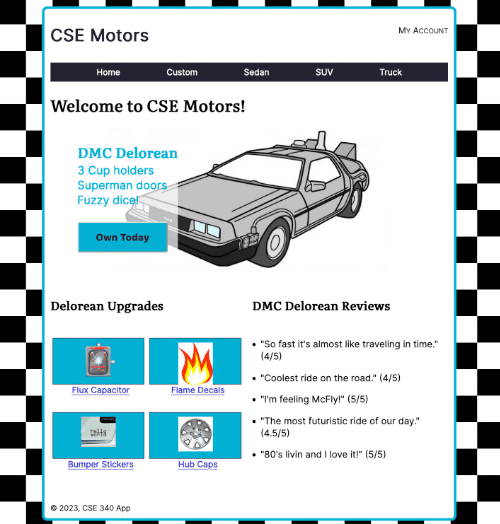 CSE Motors
MY ACCOUNT
Home Custom Sedan SUV Truck
Welcome to CSE Motors!
DMC Delorean
3 Cup holders
Superman doors
Fuzzy dice!
Own Today
Delorean Upgrades
Flux Capacitor
Flame Decals
Bumper Stickers
Hub Caps
DMC Delorean Reviews
• "So fast it's almost like traveling in time."
(4/5)
• "Coolest ride on the road." (4/5)
• "I'm feeling McFly!" (5/5)
• "The most futuristic ride of our day."
(4.5/5)
• "80's livin and I love it!" (5/5)
© 2023, CSE 340 App